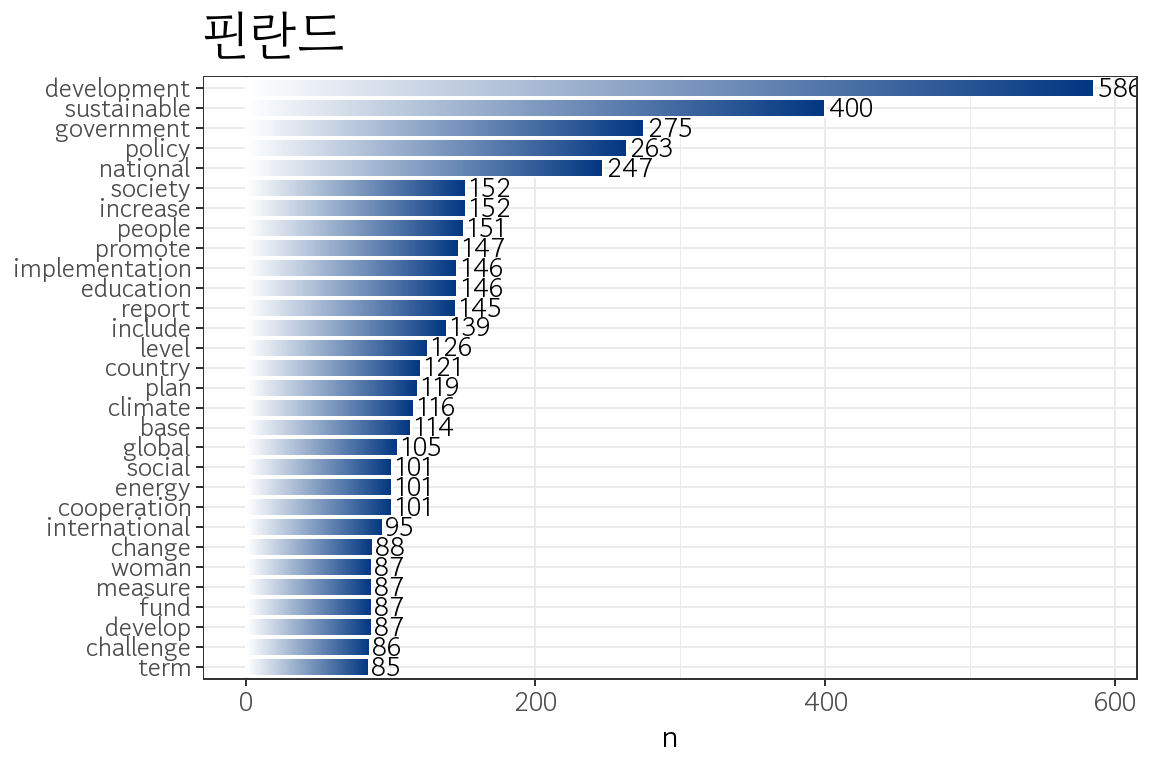 핀란드
development 586
sustainable 400
government 275
policy 263
national 247
society 152
increase 152
people 151
promote 147
implementation 146
education 146
report 145
include 139
level 126
country 121
plan 119
climate 116
base 114
global 105
social 101
energy 101
cooperation 101
international 95
change 88
woman 87
measure 87
fund 87
develop 87
challenge 86
term 85
0 200 400 600
n